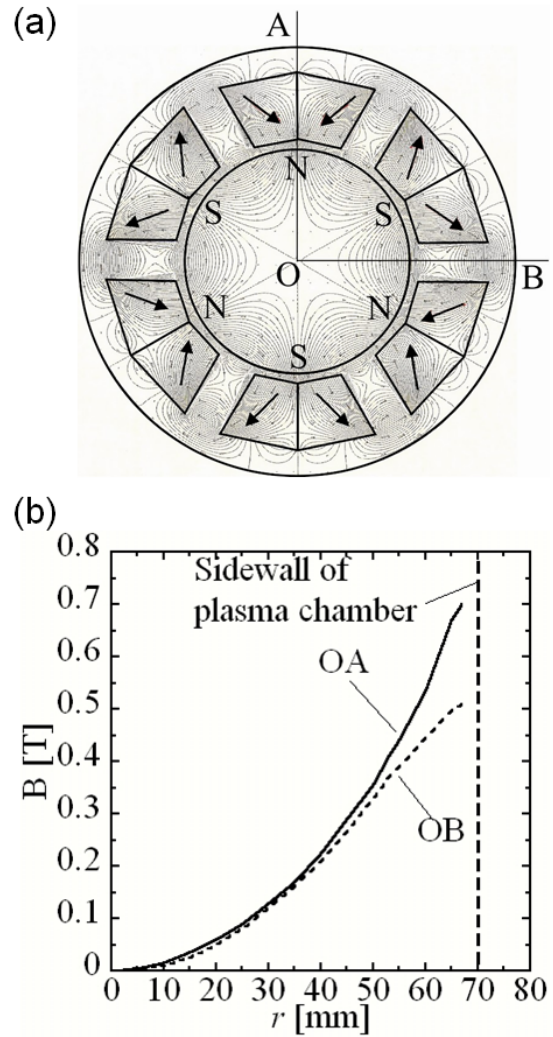 (a)
A
N
S
S
O
B
N
N
S
(b)
0.8
Sidewall of
0.7
plasma chamber
0.6
OA
0.5
B [T]
0.4
0.3
OB
0.2
0.1
0
0 10 20 30 40 50 60 70 80
r [mm]